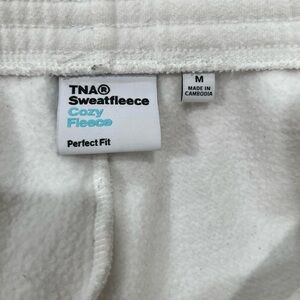 TNA®
Sweatfleece
Cozy
Fleece
Perfect Fit
M
MADE IN
CAMBODIA